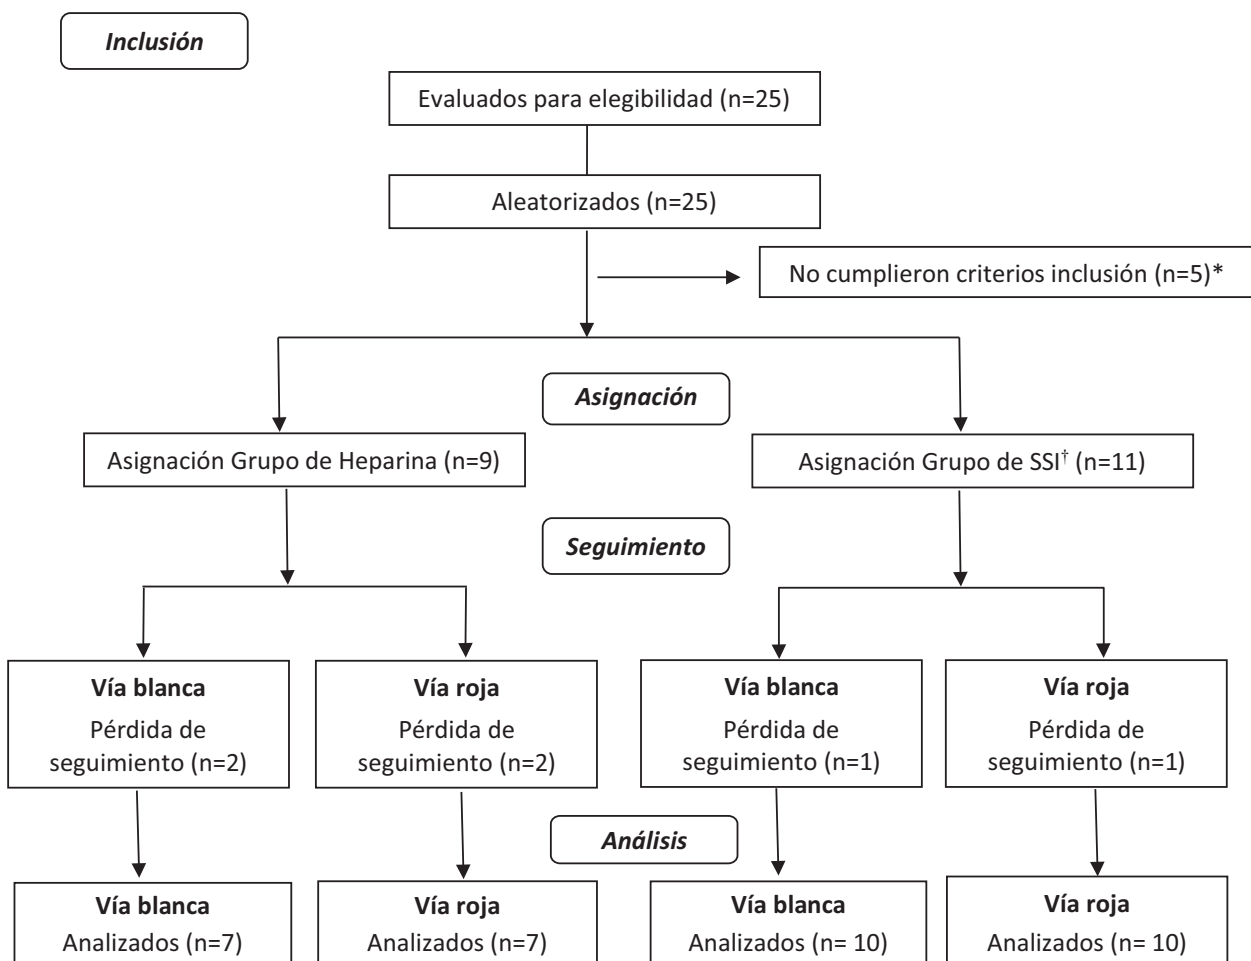 Inclusión
Evaluados para elegibilidad (n=25)
Aleatorizados (n=25)
No cumplieron criterios inclusión (n=5)*
Asignación
Asignación Grupo de Heparina (n=9)
Asignación Grupo de SSI† (n=11)
Seguimiento
Vía blanca
Pérdida de
seguimiento (n=2)
Vía roja
Pérdida de
seguimiento (n=2)
Vía blanca
Pérdida de
seguimiento (n=1)
Vía roja
Pérdida de
seguimiento (n=1)
Análisis
Vía blanca
Analizados (n=7)
Vía roja
Analizados (n=7)
Vía blanca
Analizados (n= 10)
Vía roja
Analizados (n= 10)